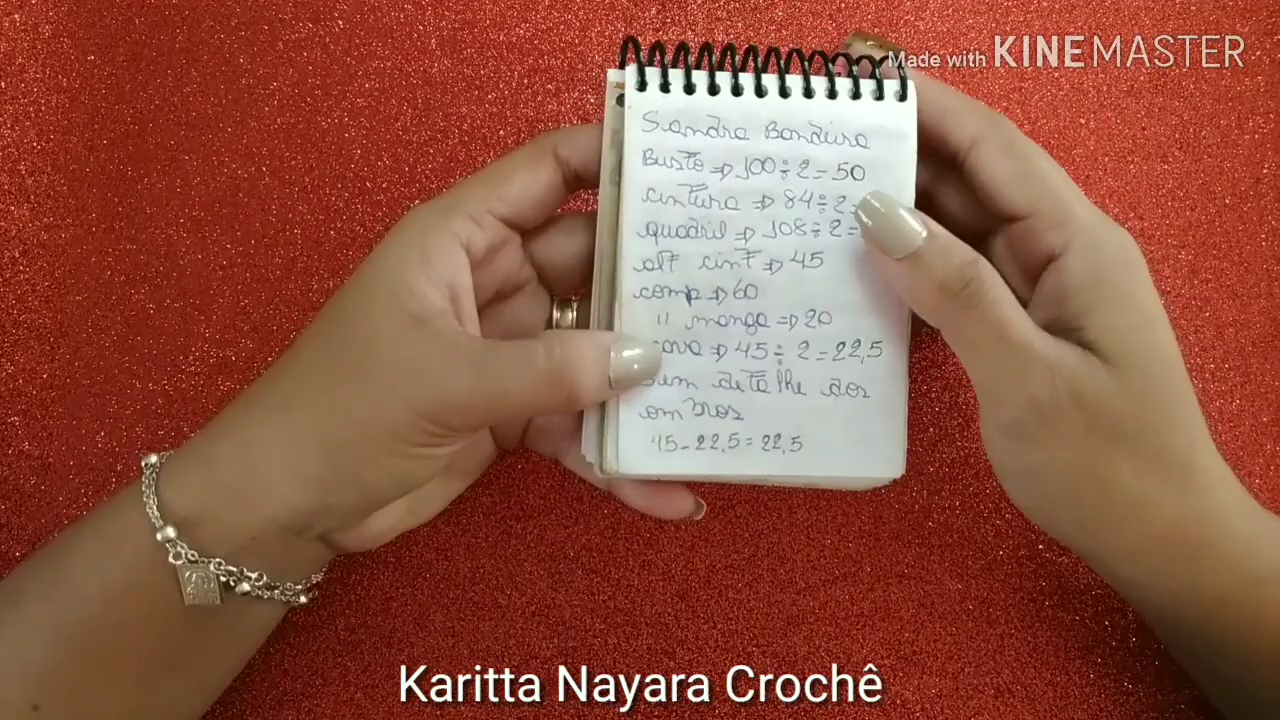 Made with KINEMASTER
Sandra Bandeira
Busto ⇒ 100 ÷ 2 = 50
cintura ⇒ 84 ÷ 2 =
quadril ⇒ 108 ÷ 2 =
alt cint ⇒ 45
comp ⇒ 60
" manga ⇒ 20
cava ⇒ 45 ÷ 2 = 22,5
Sem detalhe dos
ombros
45 - 22,5 = 22,5
Karitta Nayara Crochê